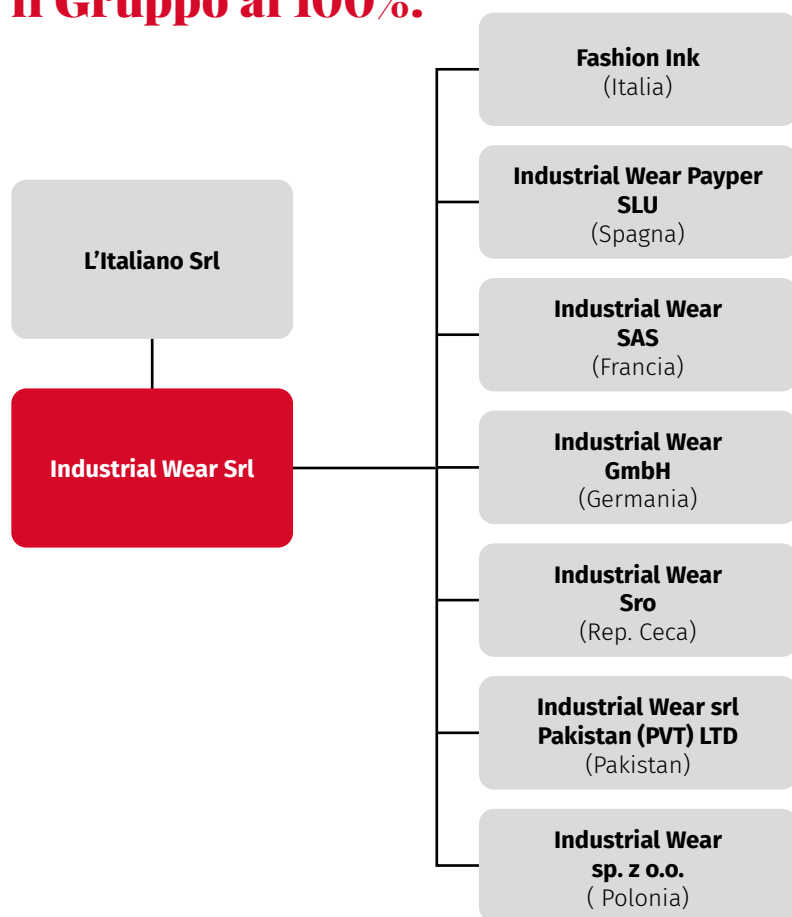 il Gruppo al 100%.
Fashion Ink
(Italia)
Industrial Wear Payper
SLU
(Spagna)
L’Italiano Srl
Industrial Wear
SAS
(Francia)
Industrial Wear Srl
Industrial Wear
GmbH
(Germania)
Industrial Wear
Sro
(Rep. Ceca)
Industrial Wear srl
Pakistan (PVT) LTD
(Pakistan)
Industrial Wear
sp. z o.o.
( Polonia)